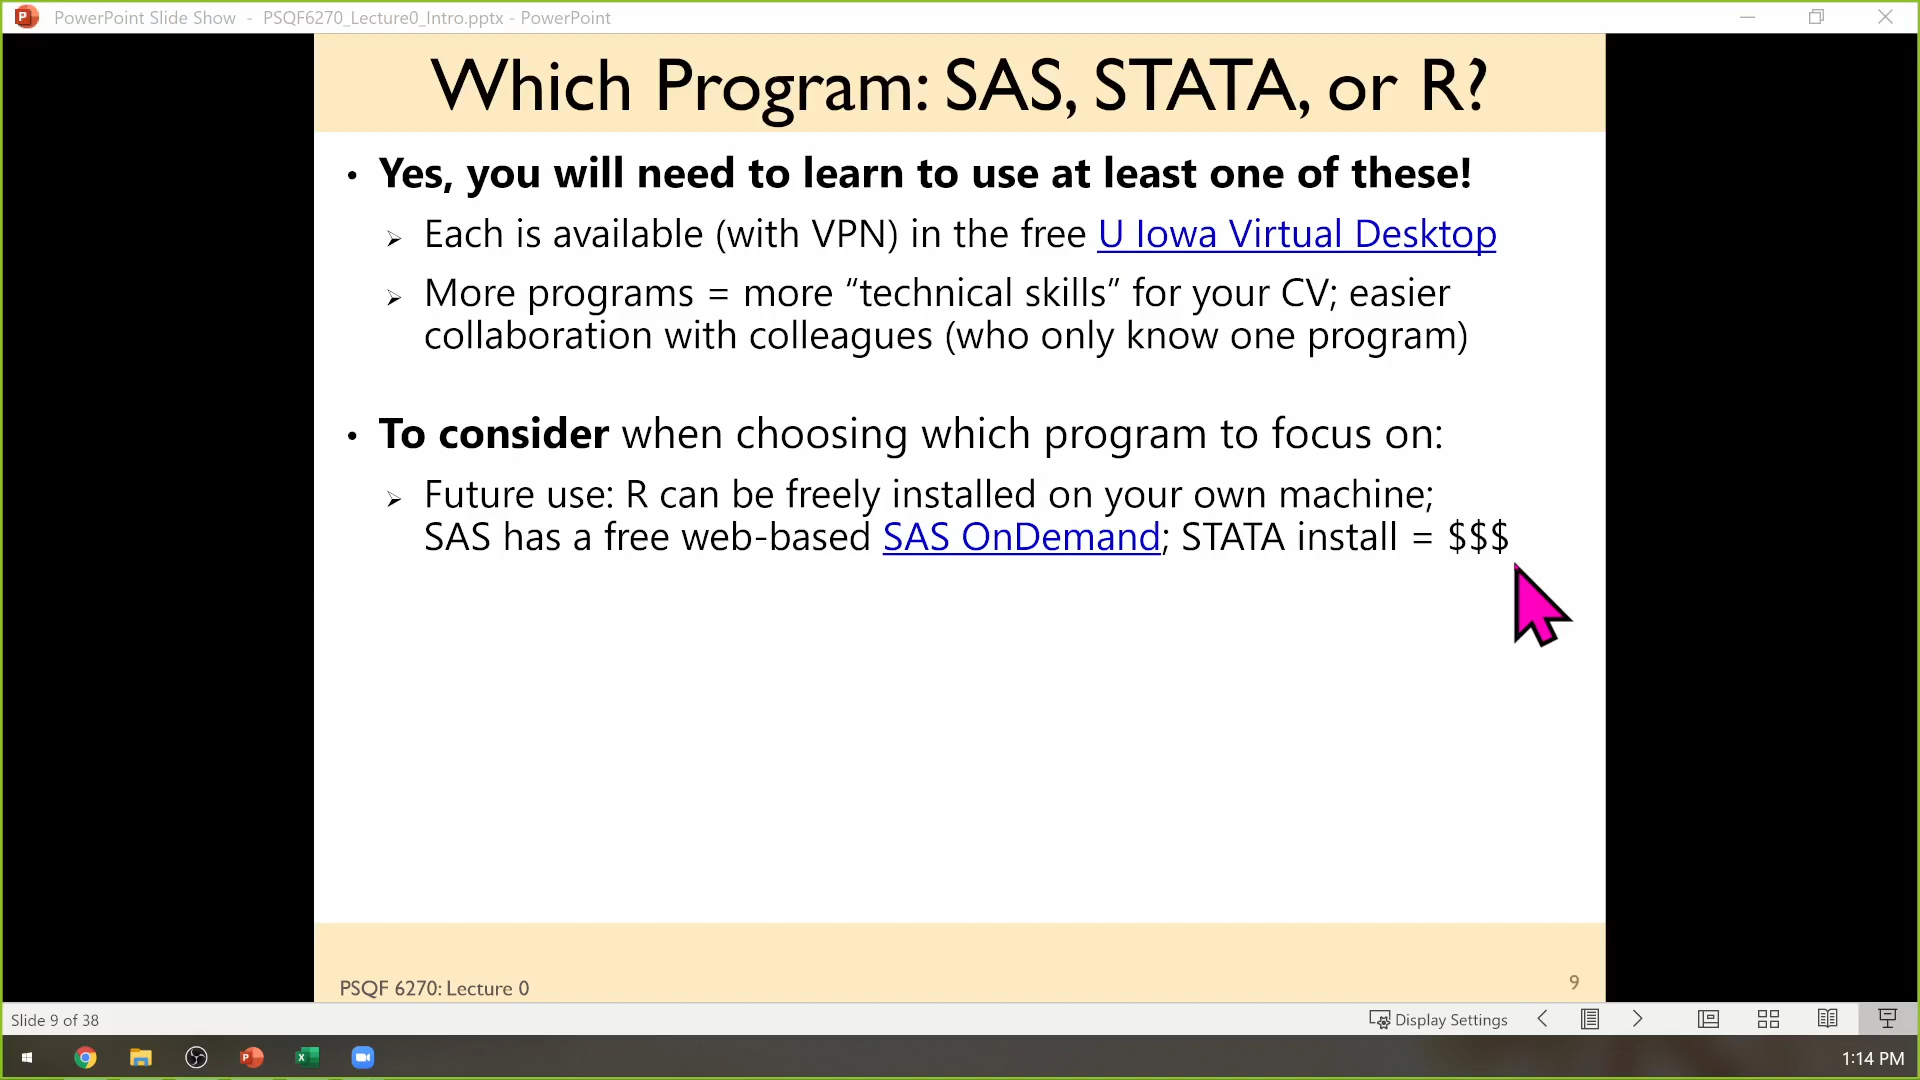 PowerPoint Slide Show - PSQF6270_Lecture0_Intro.pptx - PowerPoint
Which Program: SAS, STATA, or R?
• Yes, you will need to learn to use at least one of these!
➢ Each is available (with VPN) in the free U Iowa Virtual Desktop
➢ More programs = more “technical skills” for your CV; easier
collaboration with colleagues (who only know one program)
• To consider when choosing which program to focus on:
➢ Future use: R can be freely installed on your own machine;
SAS has a free web-based SAS OnDemand; STATA install = $$$
PSQF 6270: Lecture 0
9
Slide 9 of 38
Display Settings
1:14 PM